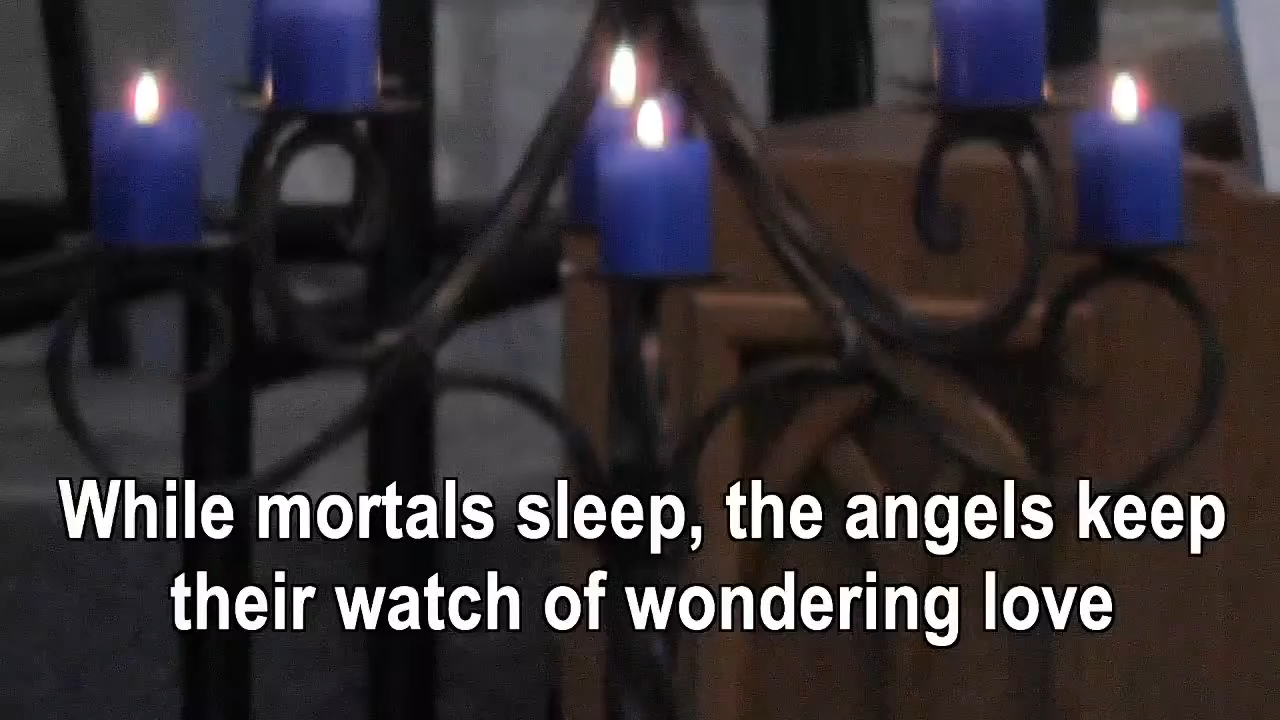 While mortals sleep, the angels keep
their watch of wondering love